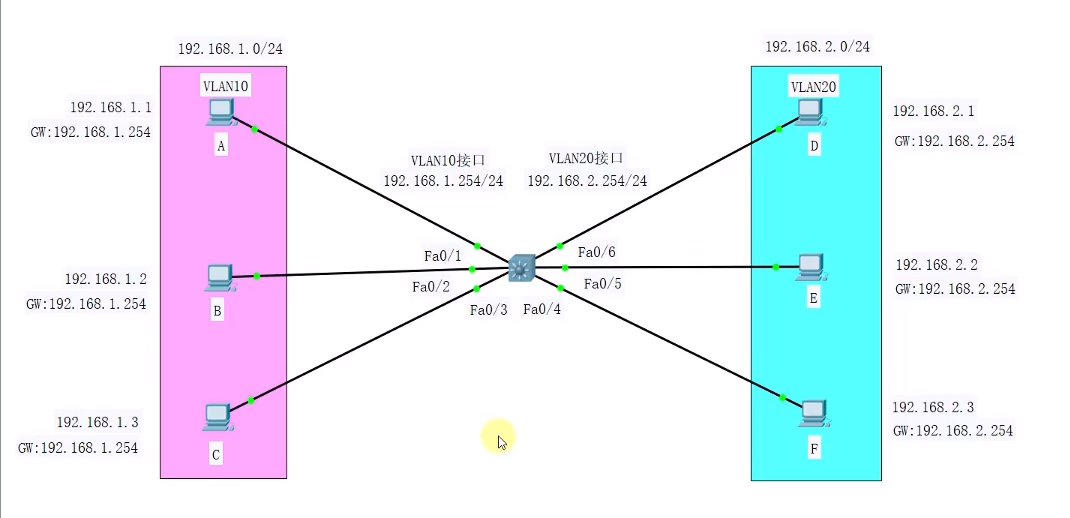 192.168.1.0/24
VLAN10
192.168.1.1
GW:192.168.1.254
A
192.168.1.2
GW:192.168.1.254
B
192.168.1.3
GW:192.168.1.254
C
VLAN10接口
192.168.1.254/24
VLAN20接口
192.168.2.254/24
Fa0/1
Fa0/2
Fa0/3
Fa0/4
Fa0/5
Fa0/6
192.168.2.0/24
VLAN20
192.168.2.1
GW:192.168.2.254
D
192.168.2.2
GW:192.168.2.254
E
192.168.2.3
GW:192.168.2.254
F